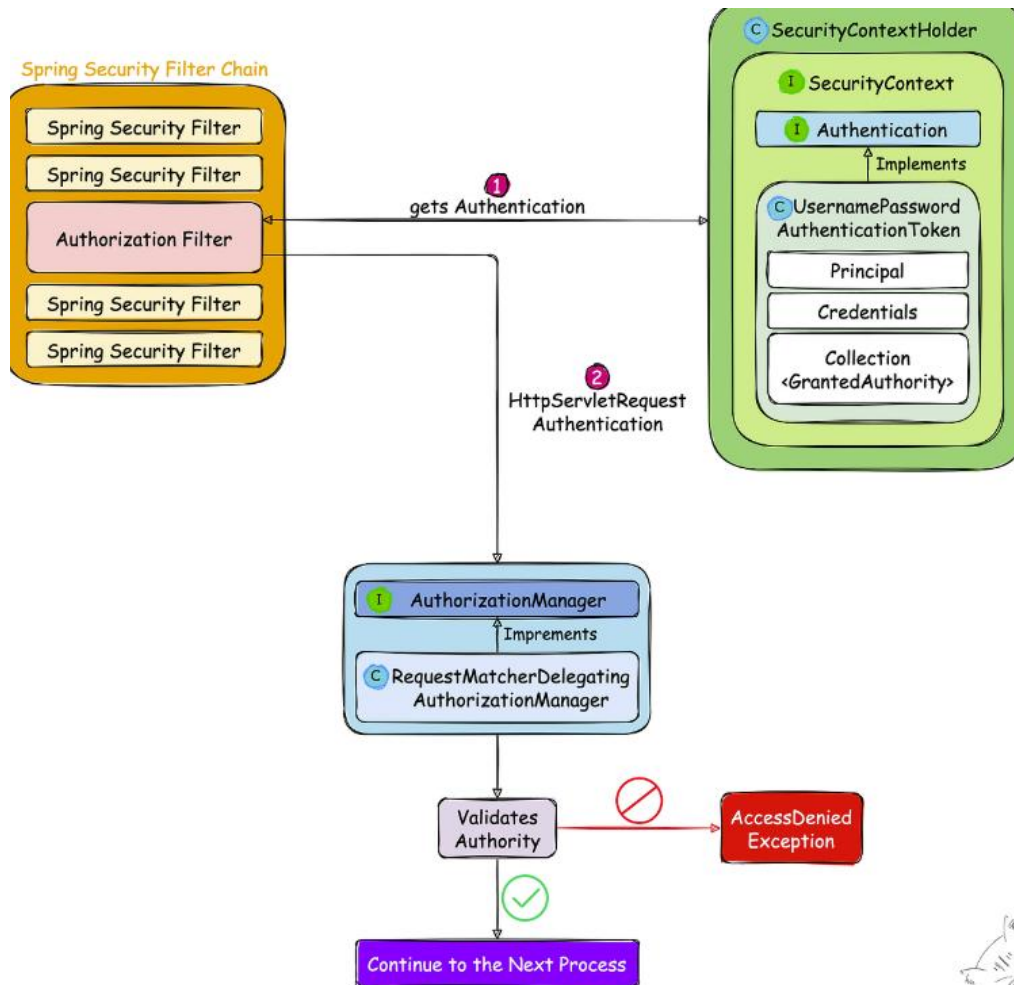 Spring Security Filter Chain
Spring Security Filter
Spring Security Filter
Authorization Filter
Spring Security Filter
Spring Security Filter
1
gets Authentication
C SecurityContextHolder
I SecurityContext
I Authentication
Implements
C UsernamePassword
AuthenticationToken
Principal
Credentials
Collection
<GrantedAuthority>
2
HttpServletRequest
Authentication
I AuthorizationManager
Imprements
C RequestMatcherDelegating
AuthorizationManager
Validates
Authority
AccessDenied
Exception
Continue to the Next Process